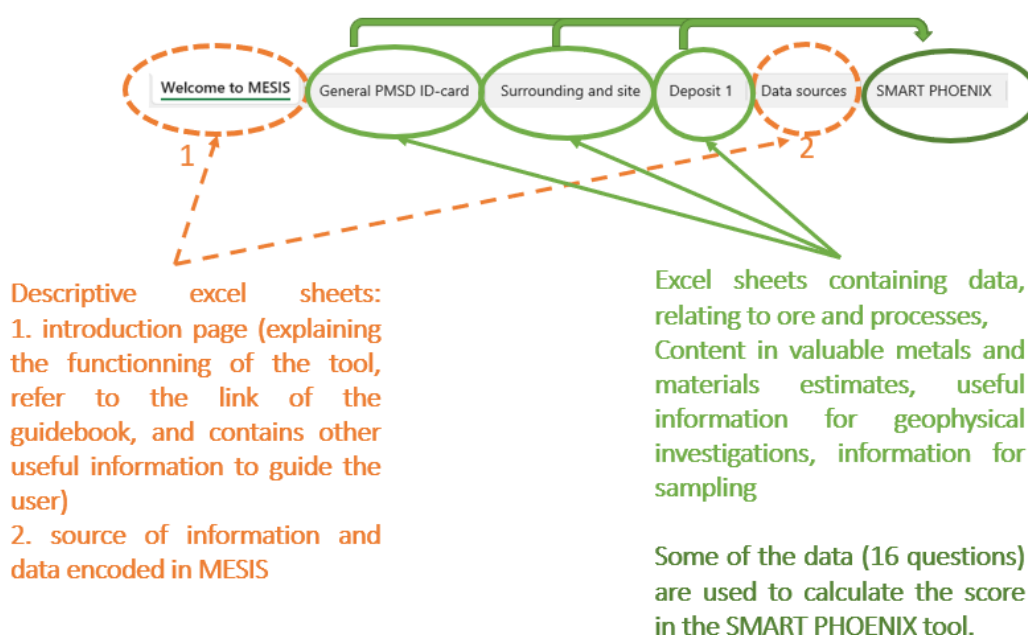 Welcome to MESIS General PMSD ID-card Surrounding and site Deposit 1 Data sources SMART PHOENIX
1 2
Descriptive excel sheets:
1. introduction page (explaining
the functionning of the tool,
refer to the link of the
guidebook, and contains other
useful information to guide the
user)
2. source of information and
data encoded in MESIS
Excel sheets containing data,
relating to ore and processes,
Content in valuable metals and
materials estimates, useful
information for geophysical
investigations, information for
sampling
Some of the data (16 questions)
are used to calculate the score
in the SMART PHOENIX tool.